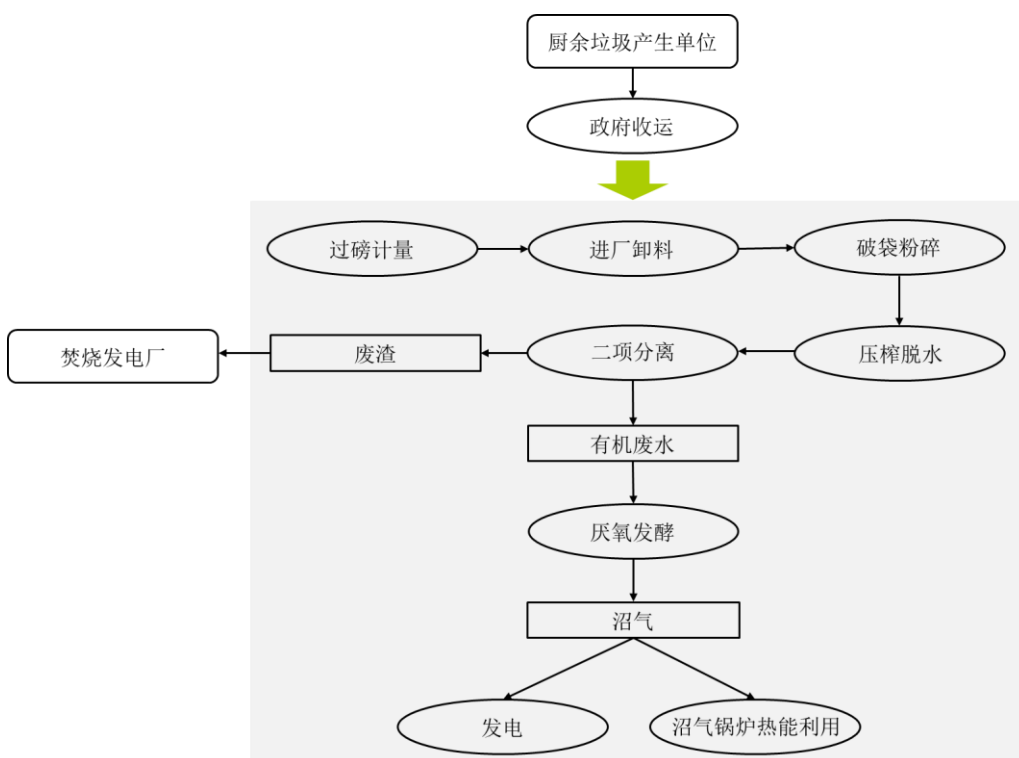 厨余垃圾产生单位
政府收运
过磅计量
进厂卸料
破袋粉碎
焚烧发电厂
废渣
二项分离
压榨脱水
有机废水
厌氧发酵
沼气
发电
沼气锅炉热能利用